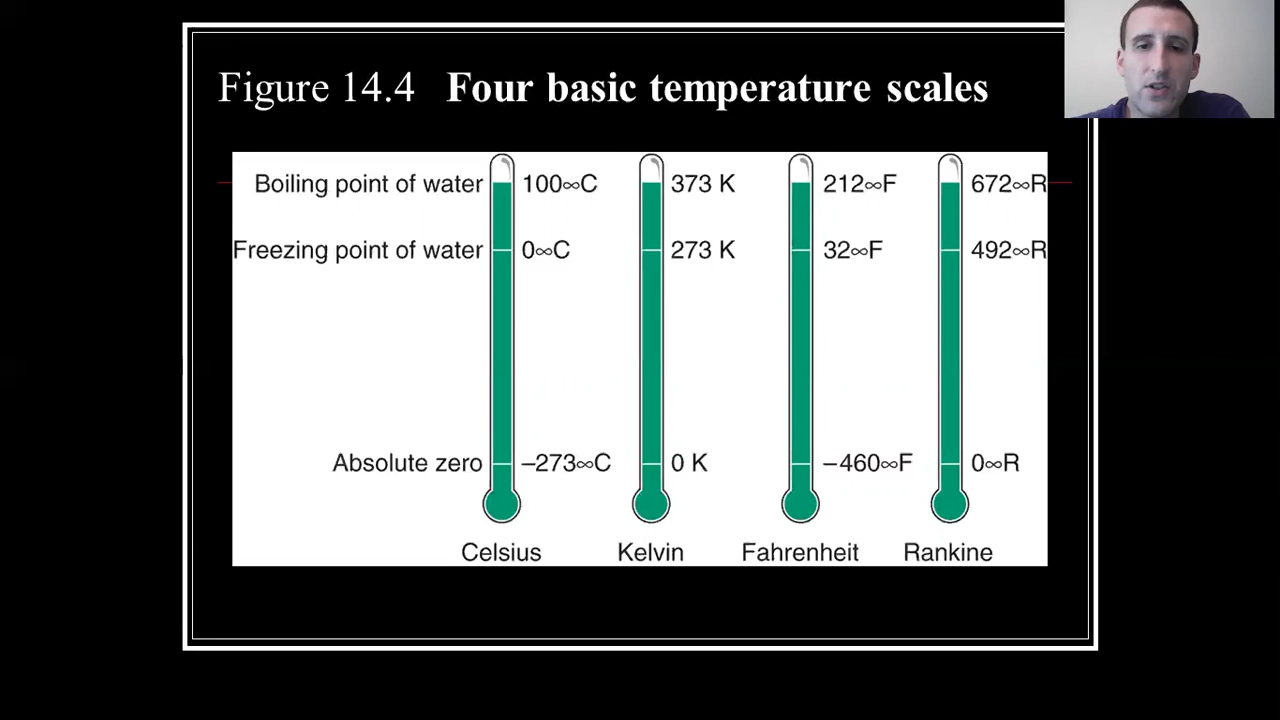 Figure 14.4 Four basic temperature scales
Boiling point of water 100∞C 373 K 212∞F 672∞R
Freezing point of water 0∞C 273 K 32∞F 492∞R
Absolute zero –273∞C 0 K –460∞F 0∞R
Celsius Kelvin Fahrenheit Rankine